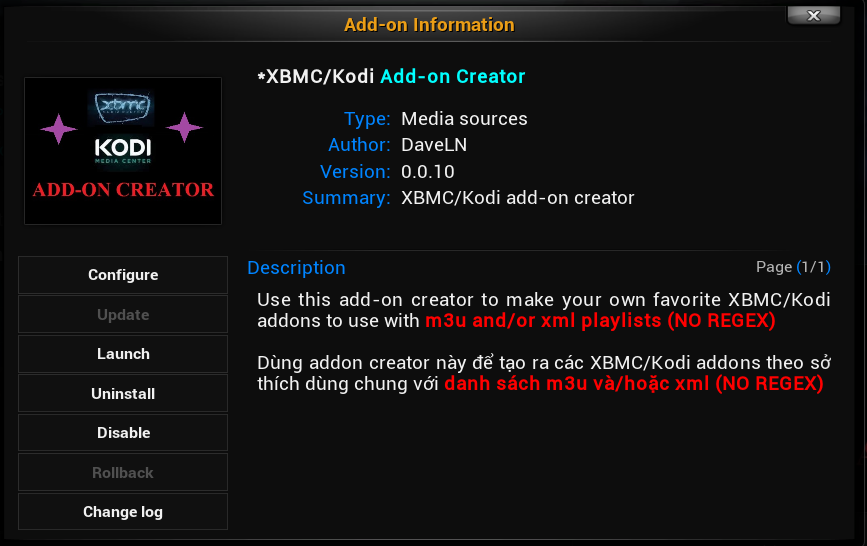 Add-on Information
x
*XBMC/Kodi Add-on Creator
xbmc
KODI
MEDIA CENTER
ADD-ON CREATOR
Type: Media sources
Author: DaveLN
Version: 0.0.10
Summary: XBMC/Kodi add-on creator
Configure
Update
Launch
Uninstall
Disable
Rollback
Change log
Description
Page (1/1)
Use this add-on creator to make your own favorite XBMC/Kodi
addons to use with m3u and/or xml playlists (NO REGEX)
Dùng addon creator này để tạo ra các XBMC/Kodi addons theo sở
thích dùng chung với danh sách m3u và/hoặc xml (NO REGEX)